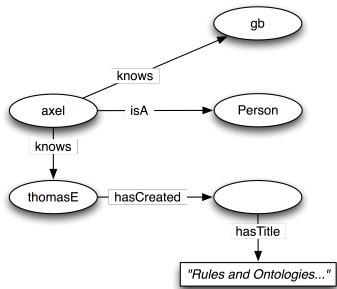 gb
knows
axel
isA
Person
knows
thomasE
hasCreated
hasTitle
"Rules and Ontologies..."